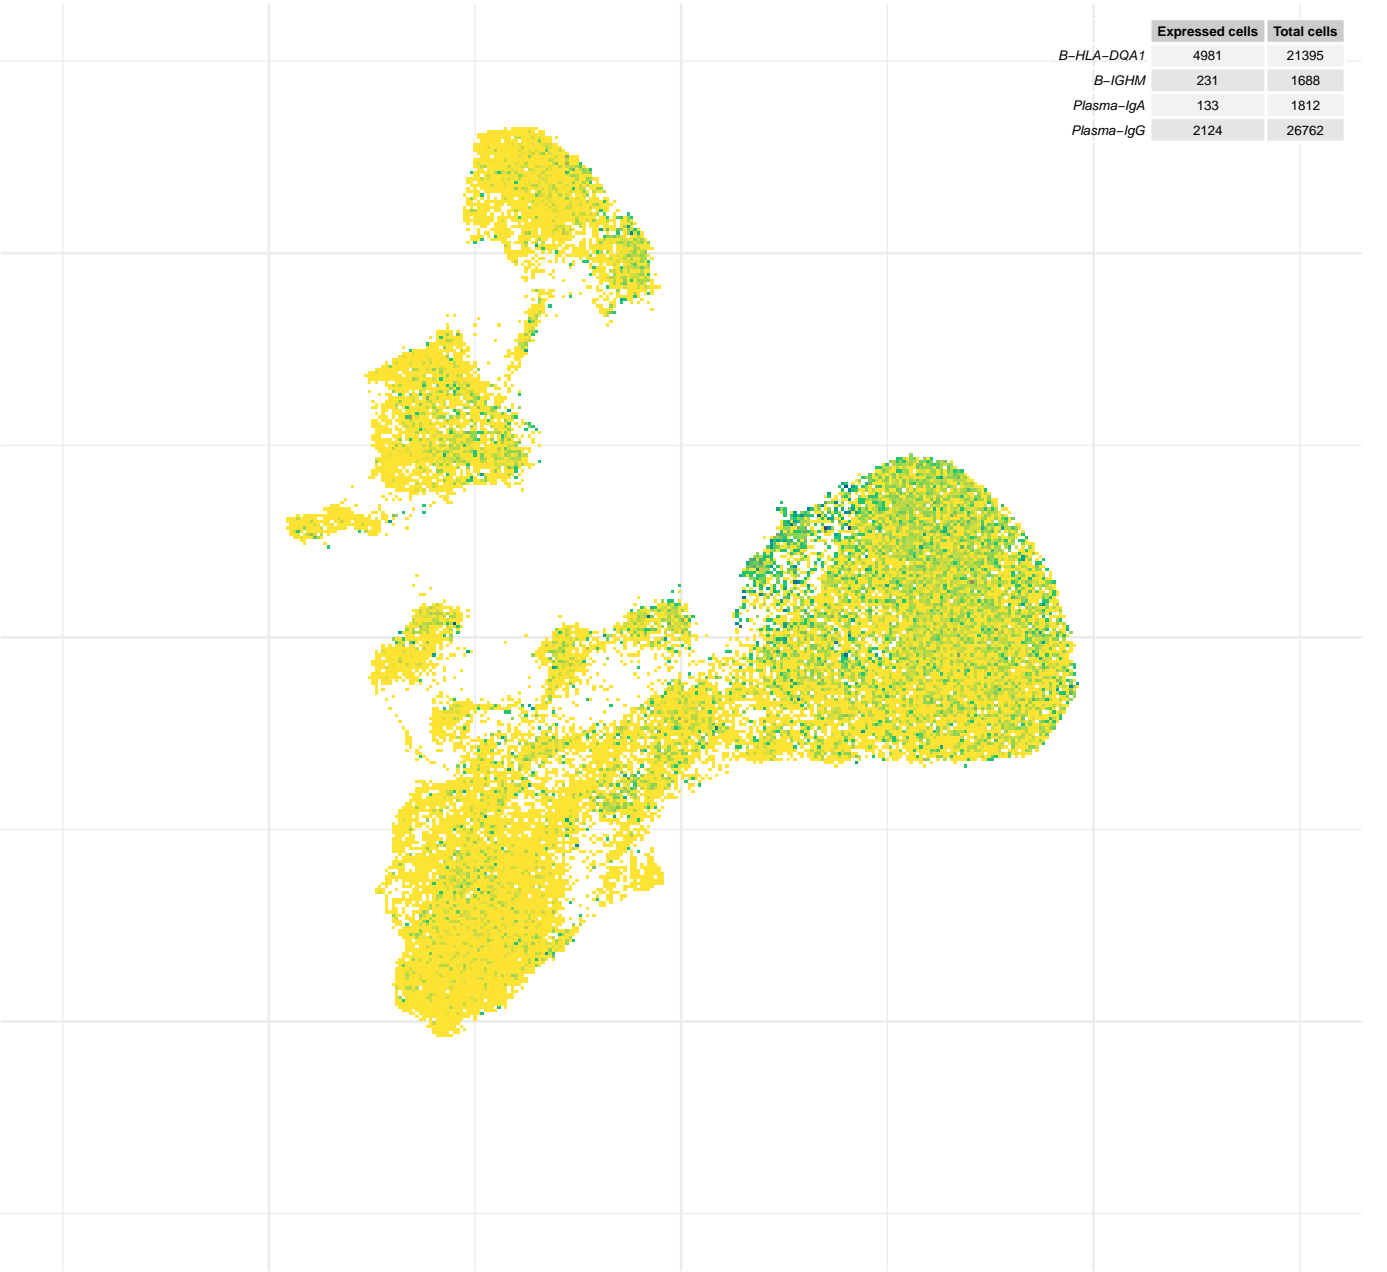 Expressed cells Total cells
B−HLA−DQA1 4981 21395
B−IGHM 231 1688
Plasma−IgA 133 1812
Plasma−IgG 2124 26762